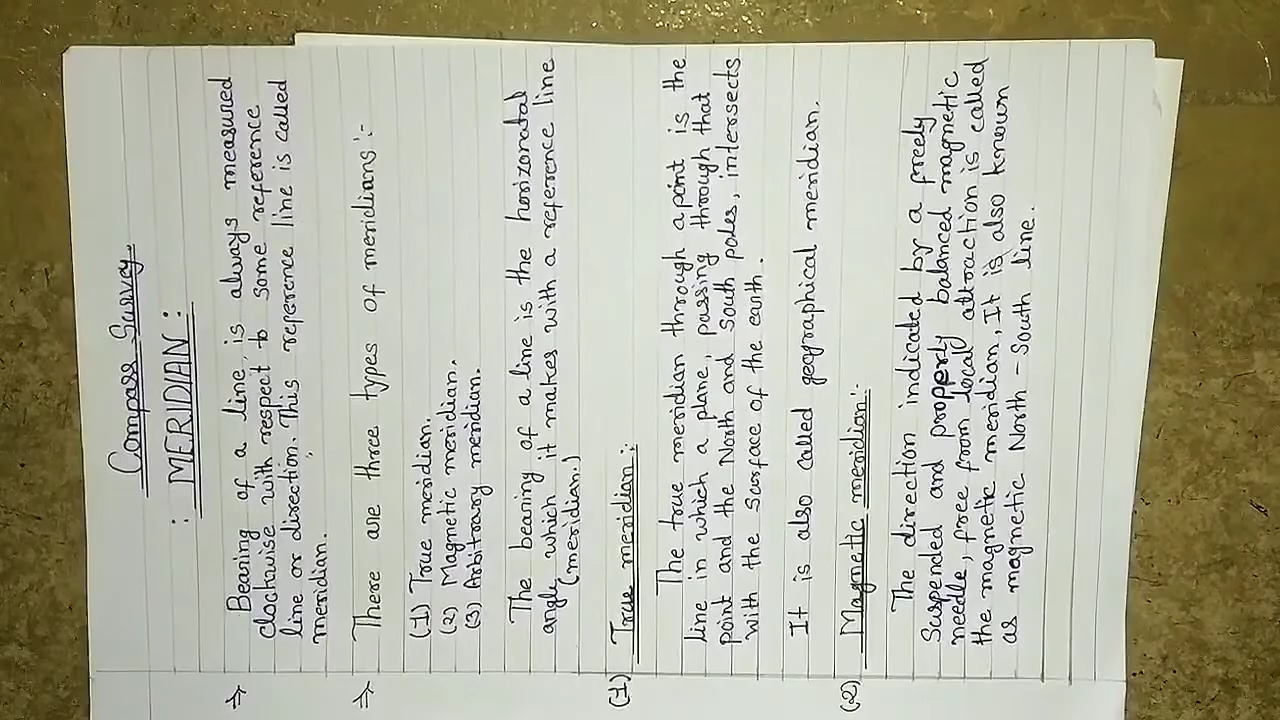 Compass Survey.
: MERIDIAN :
⇒ Bearing of a line, is always measured
clockwise with respect to some reference
line or direction. This reference line is called
meridian.
⇒ There are three types of meridians :-
(1) True meridian.
(2) Magnetic meridian.
(3) Arbitrary meridian.
The bearing of a line is the horizonatal
angle which it makes with a reference line
(meridian.)
(1) True meridian :-
The true meridian through a point is the
line in which a plane, passing through that
point and the North and South poles, intersects
with the surface of the earth.
It is also called geographical meridian.
(2) Magnetic meridian :-
The direction indicated by a freely
Suspended and properly balanced magnetic
needle, free from local attraction is called
the magnetic meridian, It is also known
as magnetic North - South line.